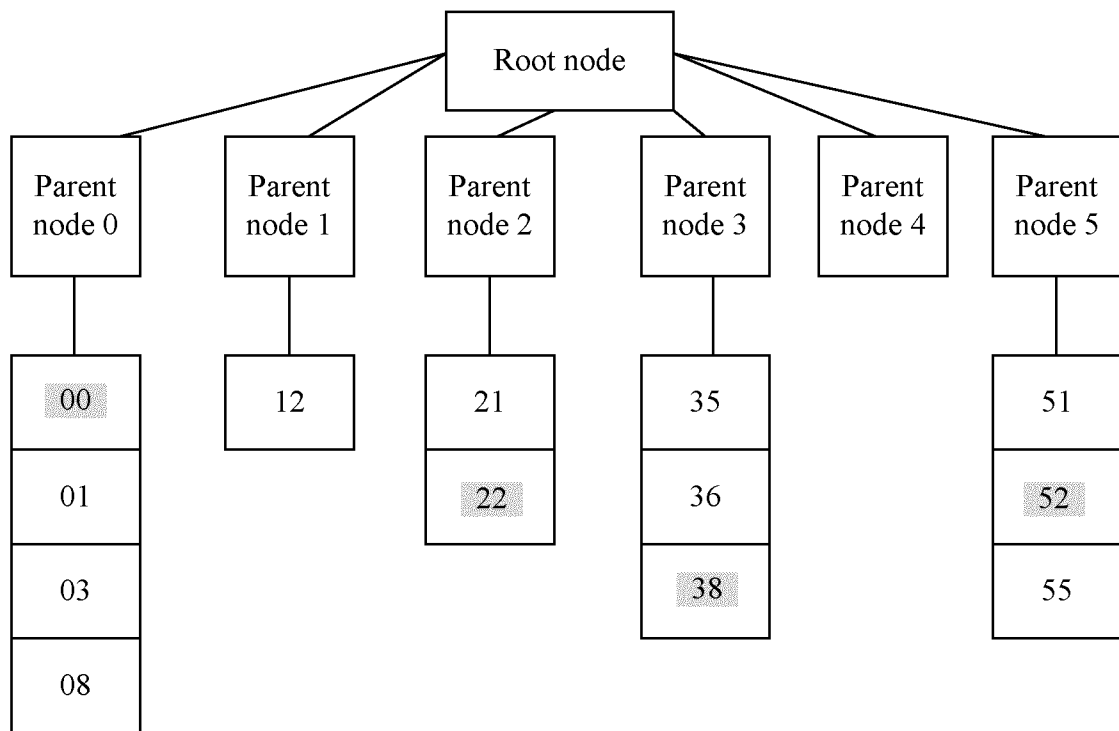 Root node
Parent
node 0
Parent
node 1
Parent
node 2
Parent
node 3
Parent
node 4
Parent
node 5
00
12
21
35
51
01
22
36
52
03
38
55
08